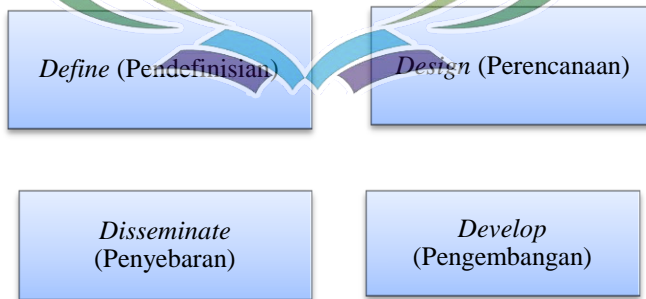 Define (Pendefinisian)
Design (Perencanaan)
Disseminate
(Penyebaran)
Develop
(Pengembangan)